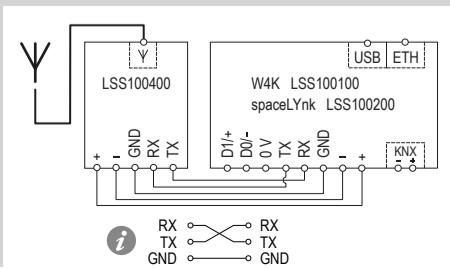 USB ETH
LSS100400
W4K LSS100100
spaceLYnk LSS100200
+ – GND RX TX
D1/+ D0/- 0 V TX RX GND – +
KNX
– +
i
RX RX
TX TX
GND GND